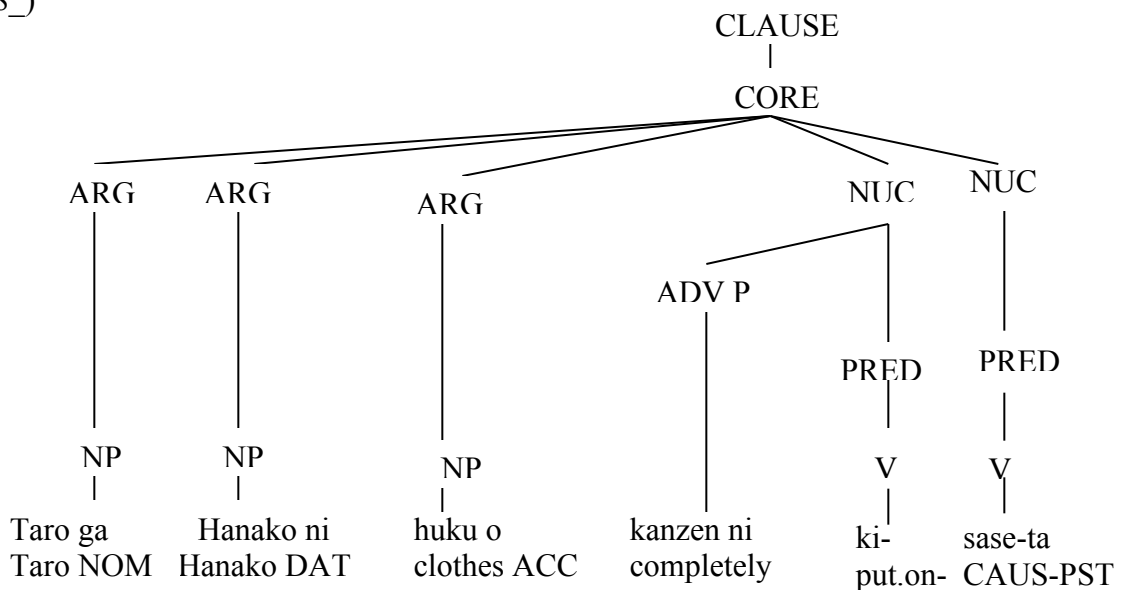 s_)
CLAUSE
CORE
ARG ARG ARG NUC NUC
ADV P
PRED PRED
NP NP NP V V
Taro ga Hanako ni huku o kanzen ni ki- sase-ta
Taro NOM Hanako DAT clothes ACC completely put.on- CAUS-PST